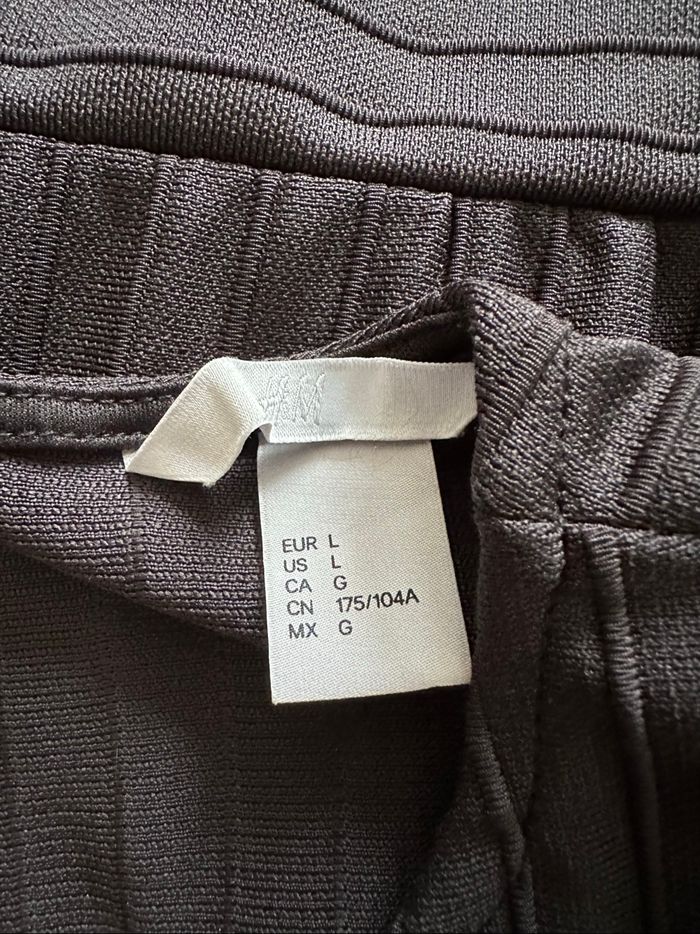 H&M
EUR L
US L
CA G
CN 175/104A
MX G